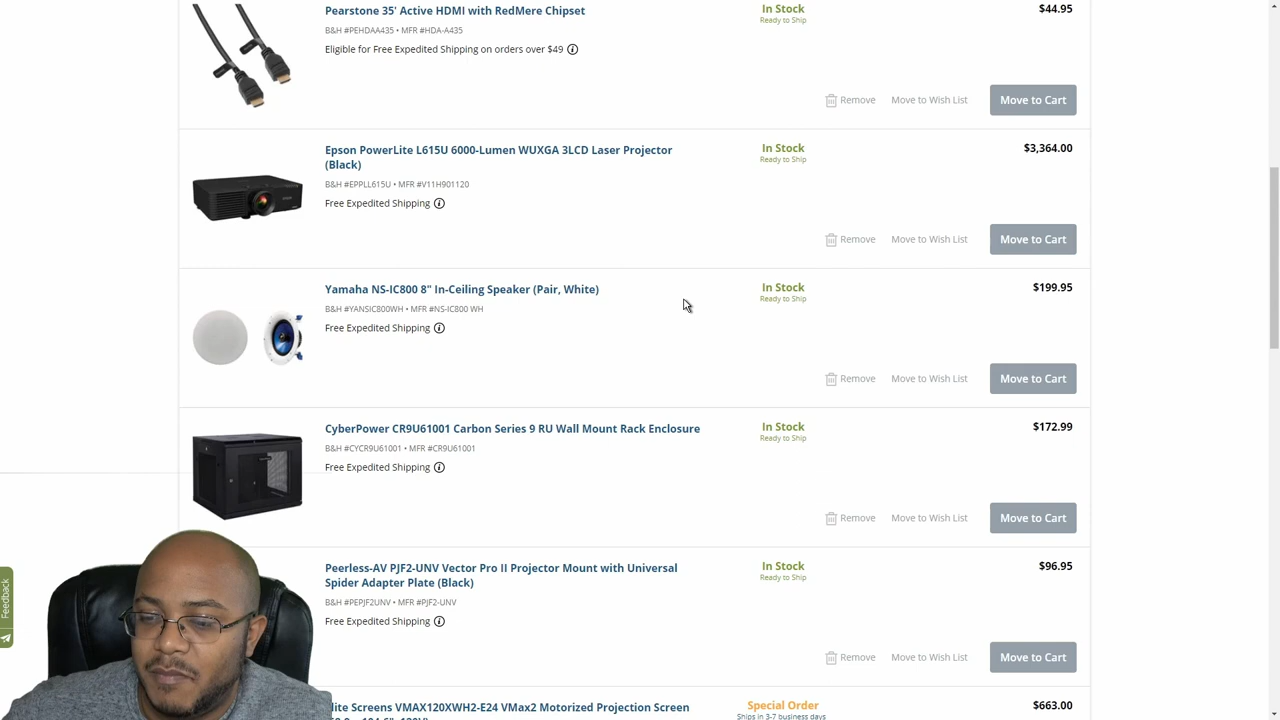 Pearstone 35' Active HDMI with RedMere Chipset
In Stock
$44.95
Ready to Ship
B&H #PEHDAA435 • MFR #HDA-A435
Eligible for Free Expedited Shipping on orders over $49
Remove
Move to Wish List
Move to Cart
Epson PowerLite L615U 6000-Lumen WUXGA 3LCD Laser Projector
(Black)
In Stock
$3,364.00
Ready to Ship
B&H #EPPLL615U • MFR #V11H901120
Free Expedited Shipping
Remove
Move to Wish List
Move to Cart
Yamaha NS-IC800 8" In-Ceiling Speaker (Pair, White)
In Stock
$199.95
Ready to Ship
B&H #YANSIC800WH • MFR #NS-IC800 WH
Free Expedited Shipping
Remove
Move to Wish List
Move to Cart
CyberPower CR9U61001 Carbon Series 9 RU Wall Mount Rack Enclosure
In Stock
$172.99
Ready to Ship
B&H #CYCR9U61001 • MFR #CR9U61001
Free Expedited Shipping
Remove
Move to Wish List
Move to Cart
Peerless-AV PJF2-UNV Vector Pro II Projector Mount with Universal
Spider Adapter Plate (Black)
In Stock
$96.95
Ready to Ship
B&H #PEPJF2UNV • MFR #PJF2-UNV
Free Expedited Shipping
Remove
Move to Wish List
Move to Cart
Feedback
Screens VMAX120XWH2-E24 VMax2 Motorized Projection Screen
Special Order
$663.00
Ships in 3-7 business days